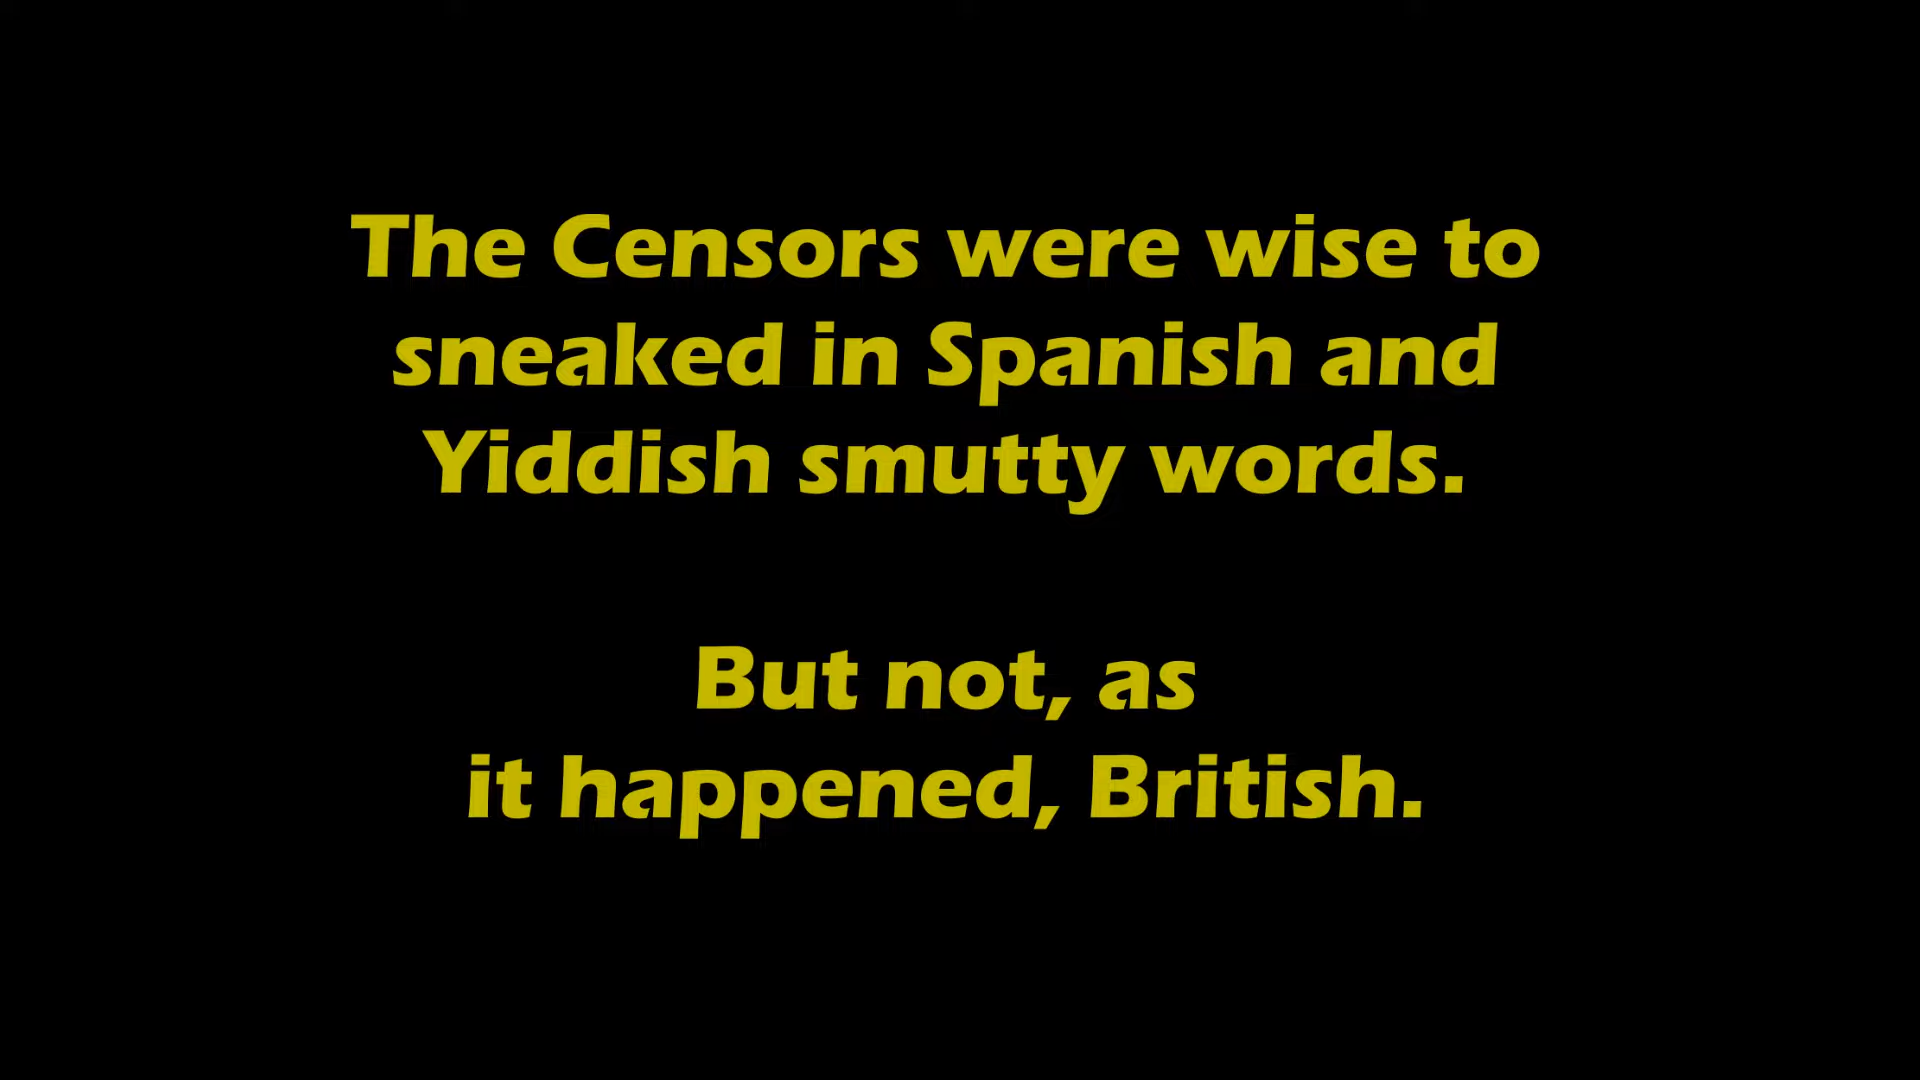 The Censors were wise to
sneaked in Spanish and
Yiddish smutty words.
But not, as
it happened, British.